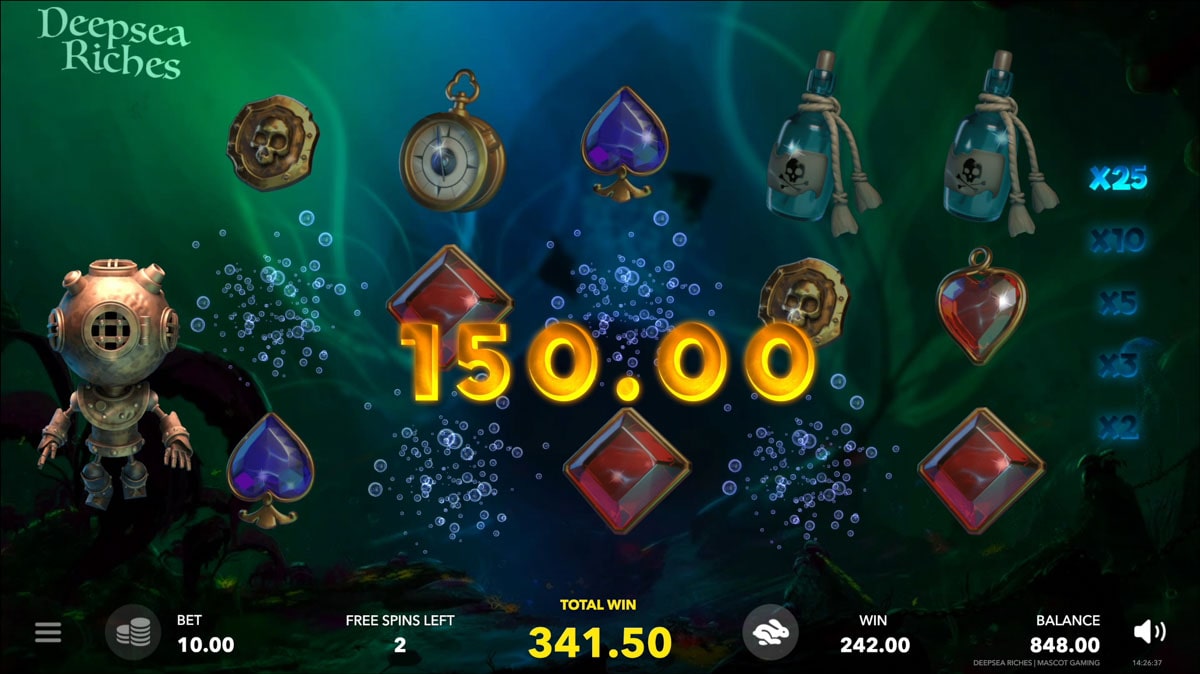 Deepsea
Riches
X25
X10
X5
X3
X2
150.00
BET
10.00
FREE SPINS LEFT
2
TOTAL WIN
341.50
WIN
242.00
BALANCE
848.00
DEEPSEA RICHES | MASCOT GAMING
14:26:37